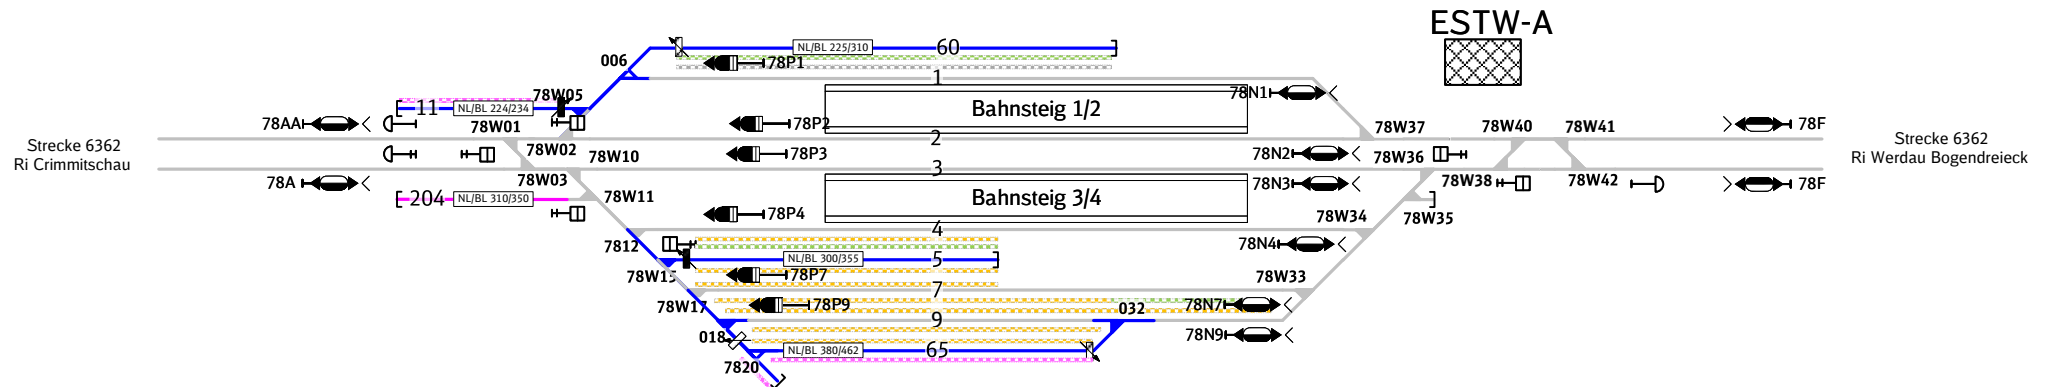 ESTW-A
NL/BL 225/310
60
006
78P1
1
78W05
78N1
11
NL/BL 224/234
Bahnsteig 1/2
78AA
78W01
78P2
78W37
78W40
78W41
78F
Strecke 6362
Ri Crimmitschau
2
Strecke 6362
Ri Werdau Bogendreieck
78W02
78W10
78P3
78N2
78W36
3
78A
78W03
78N3
78W38
78W42
78F
204
NL/BL 310/350
78W11
Bahnsteig 3/4
78P4
78W34
78W35
4
7812
78N4
NL/BL 300/355
5
78W15
78P7
78W33
7
78W17
78P9
78N7
032
9
018
78N9
NL/BL 380/462
65
7820